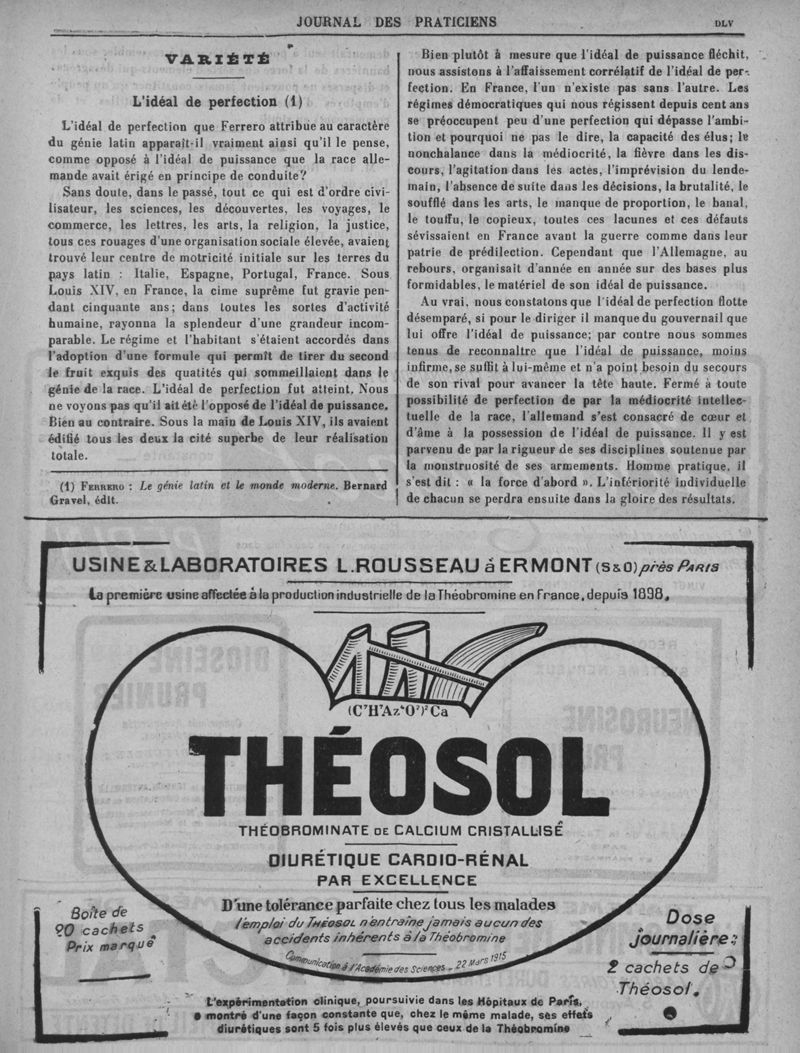 JOURNAL DES PRATICIENS
DLV
VARIÉTÉ
L'idéal de perfection (1)
L'idéal de perfection que Ferrero attribue au caractère
du génie latin apparaît-il vraiment ainsi qu'il le pense,
comme opposé à l'idéal de puissance que la race alle-
mande avait érigé en principe de conduite?
Sans doute, dans le passé, tout ce qui est d'ordre civi-
lisateur, les sciences, les découvertes, les voyages, le
commerce, les lettres, les arts, la religion, la justice,
tous ces rouages d'une organisation sociale élevée, avaient
trouvé leur centre de motricité initiale sur les terres du
pays latin : Italie, Espagne, Portugal, France. Sous
Louis XIV, en France, la cime suprême fut gravie pen-
dant cinquante ans; dans toutes les sortes d'activité
humaine, rayonna la splendeur d'une grandeur incom-
parable. Le régime et l'habitant s'étaient accordés dans
l'adoption d'une formule qui permît de tirer du second
le fruit exquis des quatités qui sommeillaient dans le
génie de la race. L'idéal de perfection fut atteint. Nous
ne voyons pas qu'il ait été l'opposé de l'idéal de puissance.
Bien au contraire. Sous la main de Louis XIV, ils avaient
édifié tous les deux la cité superbe de leur réalisation
totale.
(1) FERRERO : Le génie latin et le monde moderne. Bernard
Gravel, édit.
Bien plutôt à mesure que l'idéal de puissance fléchit,
nous assistons à l'affaissement corrélatif de l'idéal de per-
fection. En France, l'un n'existe pas sans l'autre. Les
régimes démocratiques qui nous régissent depuis cent ans
se préoccupent peu d'une perfection qui dépasse l'ambi-
tion et pourquoi ne pas le dire, la capacité des élus; la
nonchalance dans la médiocrité, la fièvre dans les dis-
cours, l'agitation dans les actes, l'imprévision du lende-
main, l'absence de suite dans les décisions, la brutalité, le
soufflé dans les arts, le manque de proportion, le banal,
le touffu, le copieux, toutes ces lacunes et ces défauts
sévissaient en France avant la guerre comme dans leur
patrie de prédilection. Cependant que l'Allemagne, au
rebours, organisait d'année en année sur des bases plus
formidables, le matériel de son idéal de puissance.
Au vrai, nous constatons que l'idéal de perfection flotte
désemparé, si pour le diriger il manque du gouvernail que
lui offre l'idéal de puissance; par contre nous sommes
tenus de reconnaître que l'idéal de puissance, moins
infirme, se suffit à lui-même et n'a point besoin du secours
de son rival pour avancer la tête haute. Fermé à toute
possibilité de perfection de par la médiocrité intellec-
tuelle de la race, l'allemand s'est consacré de cœur et
d'âme à la possession de l'idéal de puissance. Il y est
parvenu de par la rigueur de ses disciplines soutenue par
la monstruosité de ses armements. Homme pratique, il
s'est dit : « la force d'abord ». L'infériorité individuelle
de chacun se perdra ensuite dans la gloire des résultats.
USINE & LABORATOIRES L. ROUSSEAU à ERMONT (S & O) près PARIS
La première usine affectée à la production industrielle de la Théobromine en France, depuis 1898.
(C⁷H⁷Az⁴O²)²Ca
THÉOSOL
THÉOBROMINATE DE CALCIUM CRISTALLISÉ
DIURÉTIQUE CARDIO-RÉNAL
PAR EXCELLENCE
D'une tolérance parfaite chez tous les malades
l'emploi du THÉOSOL n'entraîne jamais aucun des
accidents inhérents à la Théobromine
Communication à l'Académie des Sciences - 22 Mars 1915
Boîte de
20 cachets
Prix marqué
Dose
journalière:
2 cachets de
Théosol.
L'expérimentation clinique, poursuivie dans les Hôpitaux de Paris,
a montré d'une façon constante que, chez le même malade, ses effets
diurétiques sont 5 fois plus élevés que ceux de la Théobromine